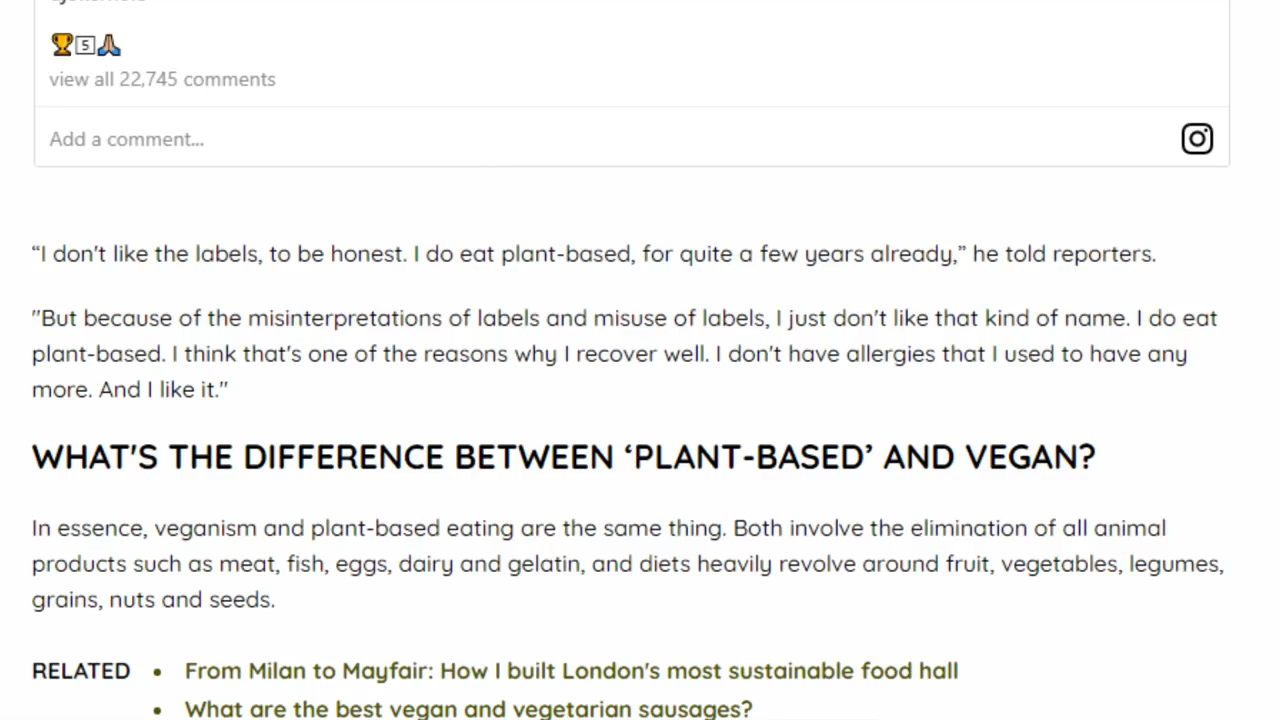 5
view all 22,745 comments
Add a comment...
“I don't like the labels, to be honest. I do eat plant-based, for quite a few years already,” he told reporters.
"But because of the misinterpretations of labels and misuse of labels, I just don't like that kind of name. I do eat
plant-based. I think that's one of the reasons why I recover well. I don't have allergies that I used to have any
more. And I like it."
WHAT'S THE DIFFERENCE BETWEEN ‘PLANT-BASED’ AND VEGAN?
In essence, veganism and plant-based eating are the same thing. Both involve the elimination of all animal
products such as meat, fish, eggs, dairy and gelatin, and diets heavily revolve around fruit, vegetables, legumes,
grains, nuts and seeds.
RELATED • From Milan to Mayfair: How I built London's most sustainable food hall
• What are the best vegan and vegetarian sausages?